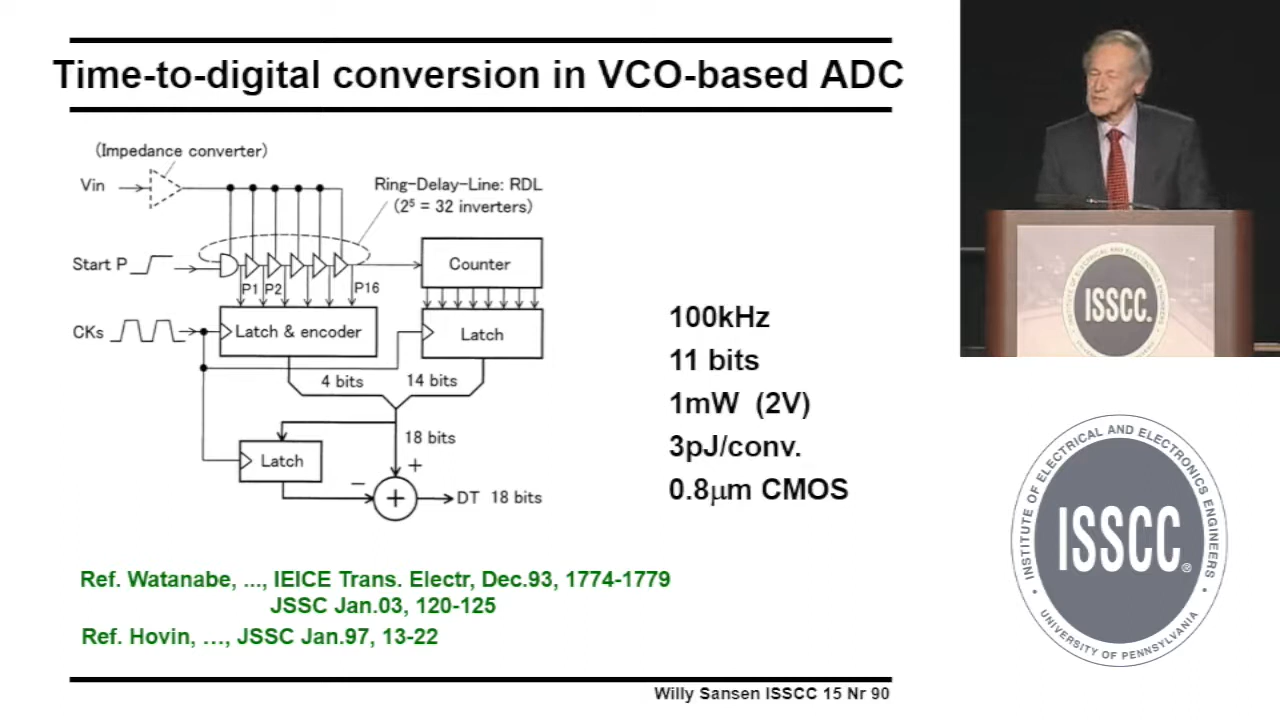 Time-to-digital conversion in VCO-based ADC
(Impedance converter)
Vin
Ring-Delay-Line: RDL
(2⁵ = 32 inverters)
Start P
Counter
P1 P2 P16
CKs
Latch & encoder
Latch
4 bits
14 bits
18 bits
Latch
+
−
+
DT 18 bits
100kHz
11 bits
1mW (2V)
3pJ/conv.
0.8μm CMOS
Ref. Watanabe, ..., IEICE Trans. Electr, Dec.93, 1774-1779
JSSC Jan.03, 120-125
Ref. Hovin, ..., JSSC Jan.97, 13-22
Willy Sansen ISSCC 15 Nr 90
ISSCC.
INSTITUTE OF ELECTRICAL AND ELECTRONICS ENGINEERS
ISSCC®
UNIVERSITY OF PENNSYLVANIA